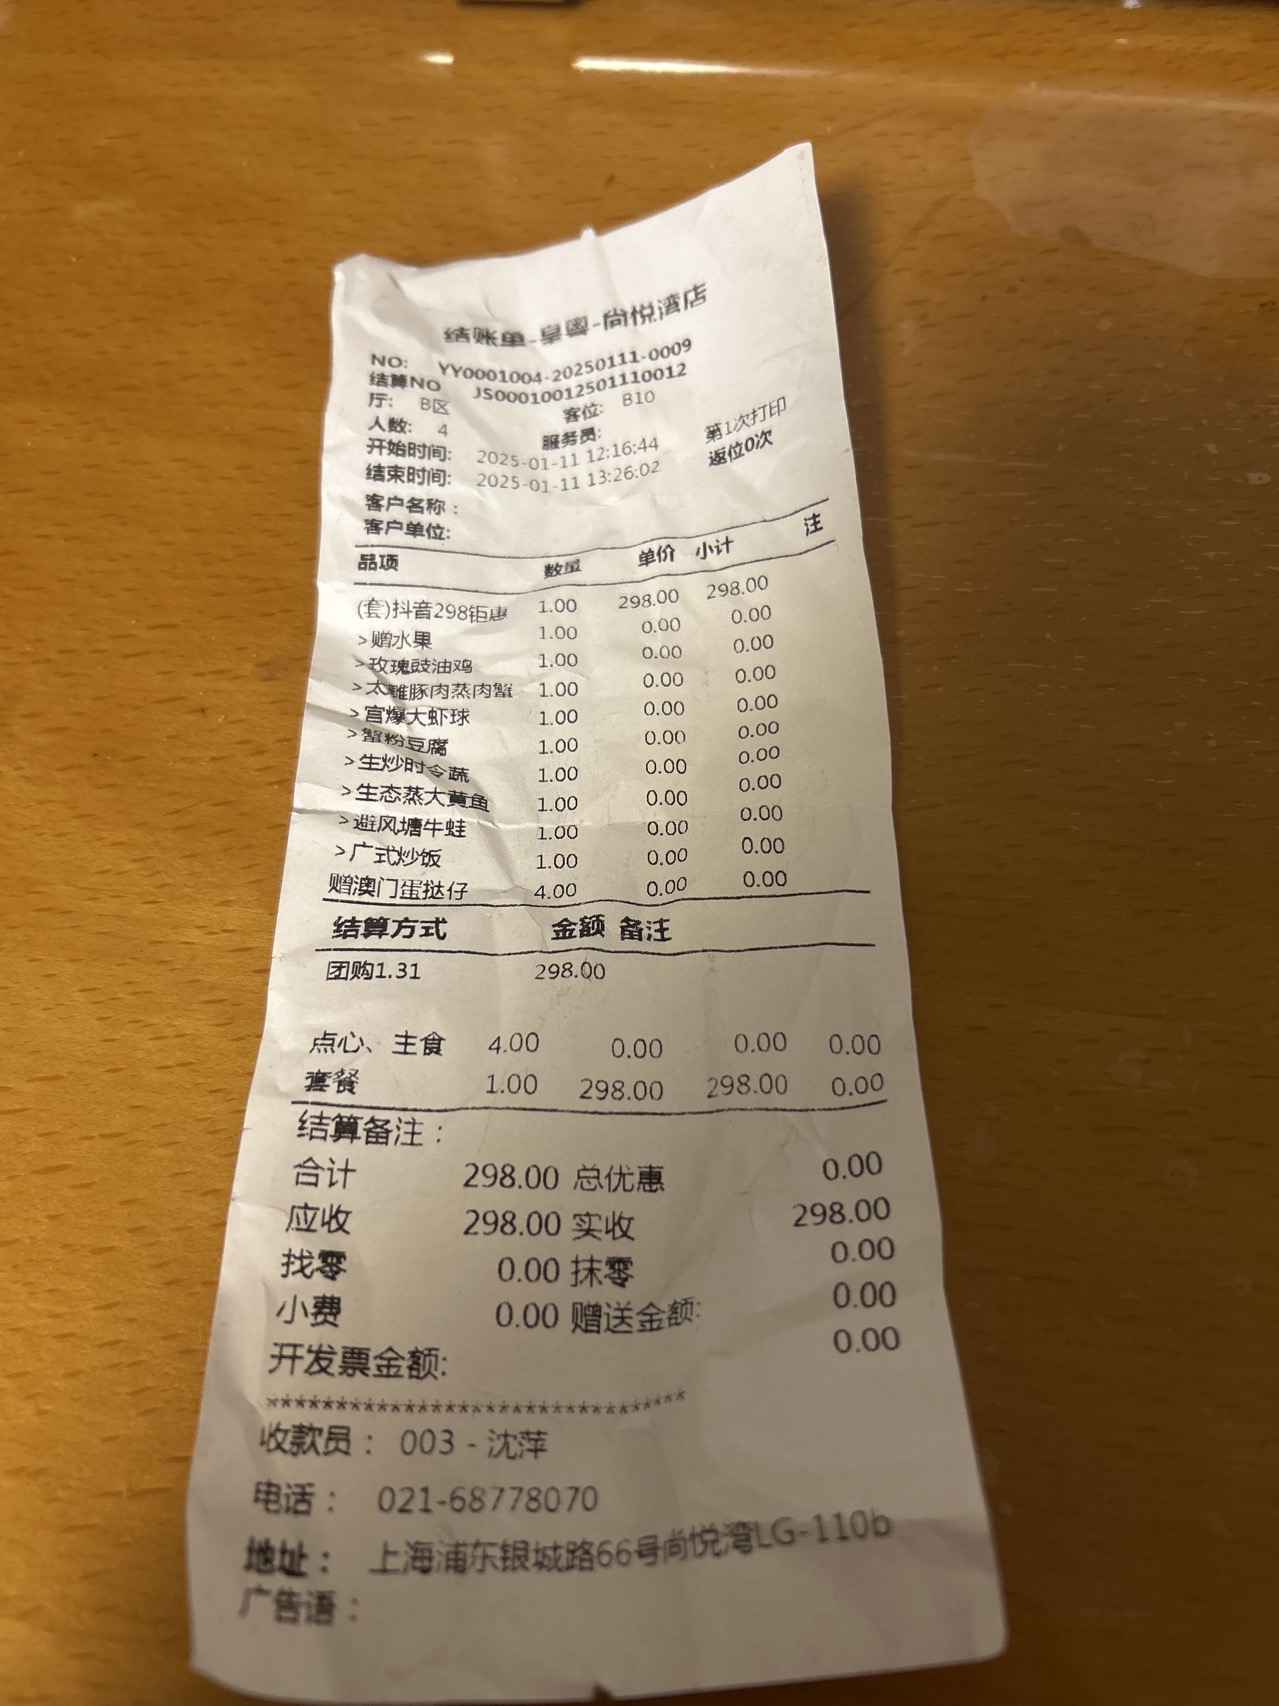 结账单-皇粤-尚悦湾店
NO: YY0001004-20250111-0009
结算NO JS00010012501110012
厅: B区 客位: B10
人数: 4 服务员: 第1次打印
开始时间: 2025-01-11 12:16:44 返位0次
结束时间: 2025-01-11 13:26:02
客户名称:
客户单位:
品项 数量 单价 小计 注
(套)抖音298钜惠 1.00 298.00 298.00
>赠水果 1.00 0.00 0.00
>玫瑰豉油鸡 1.00 0.00 0.00
>太雕豚肉蒸肉蟹 1.00 0.00 0.00
>宫爆大虾球 1.00 0.00 0.00
>蟹粉豆腐 1.00 0.00 0.00
>生炒时令蔬 1.00 0.00 0.00
>生态蒸大黄鱼 1.00 0.00 0.00
>避风塘牛蛙 1.00 0.00 0.00
>广式炒饭 1.00 0.00 0.00
赠澳门蛋挞仔 4.00 0.00 0.00
结算方式 金额 备注
团购1.31 298.00
点心、主食 4.00 0.00 0.00 0.00
套餐 1.00 298.00 298.00 0.00
结算备注:
合计 298.00 总优惠 0.00
应收 298.00 实收 298.00
找零 0.00 抹零 0.00
小费 0.00 赠送金额: 0.00
开发票金额: 0.00
*******************************
收款员: 003 - 沈萍
电话: 021-68778070
地址: 上海浦东银城路66号尚悦湾LG-110b
广告语: